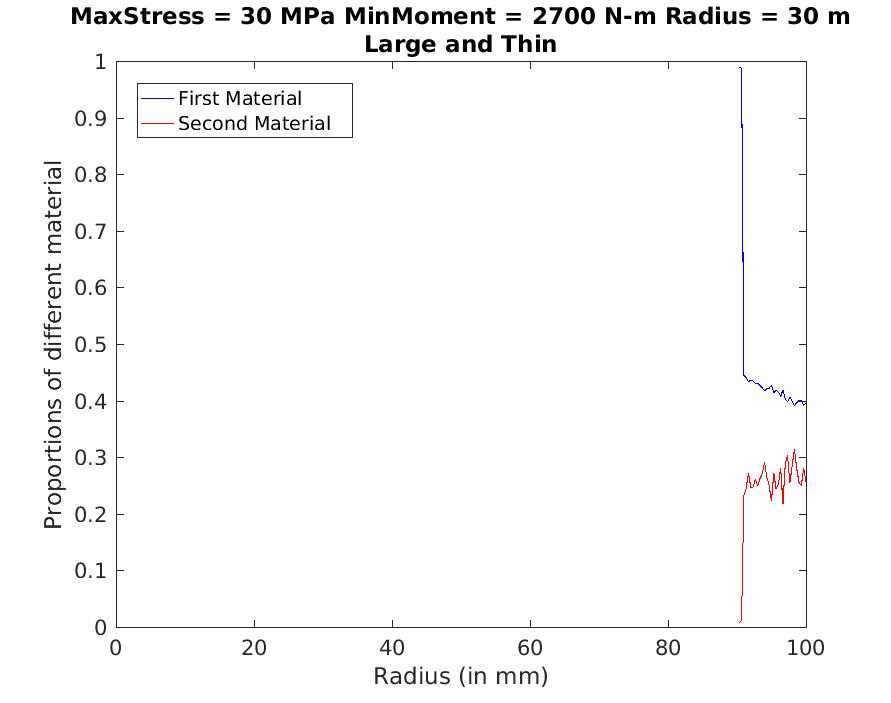 MaxStress = 30 MPa MinMoment = 2700 N-m Radius = 30 m
Large and Thin
1
First Material
Second Material
0.9
0.8
0.7
0.6
0.5
0.4
0.3
0.2
0.1
0
Proportions of different material
0 20 40 60 80 100
Radius (in mm)